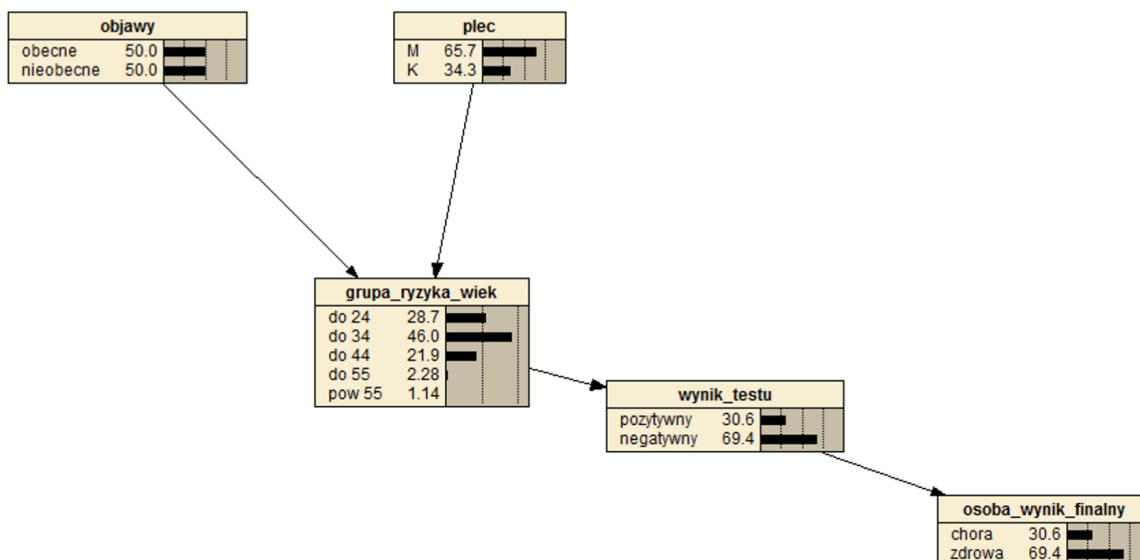 objawy
obecne 50.0
nieobecne 50.0
plec
M 65.7
K 34.3
grupa_ryzyka_wiek
do 24 28.7
do 34 46.0
do 44 21.9
do 55 2.28
pow 55 1.14
wynik_testu
pozytywny 30.6
negatywny 69.4
osoba_wynik_finalny
chora 30.6
zdrowa 69.4